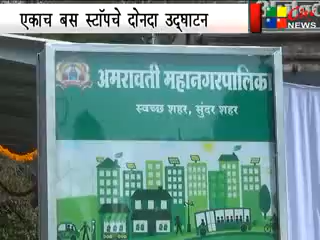 एकाच बस स्टॉपचे दोनदा उद्घाटन
NEWS
अमरावती महानगरपालिका
स्वच्छ शहर, सुंदर शहर